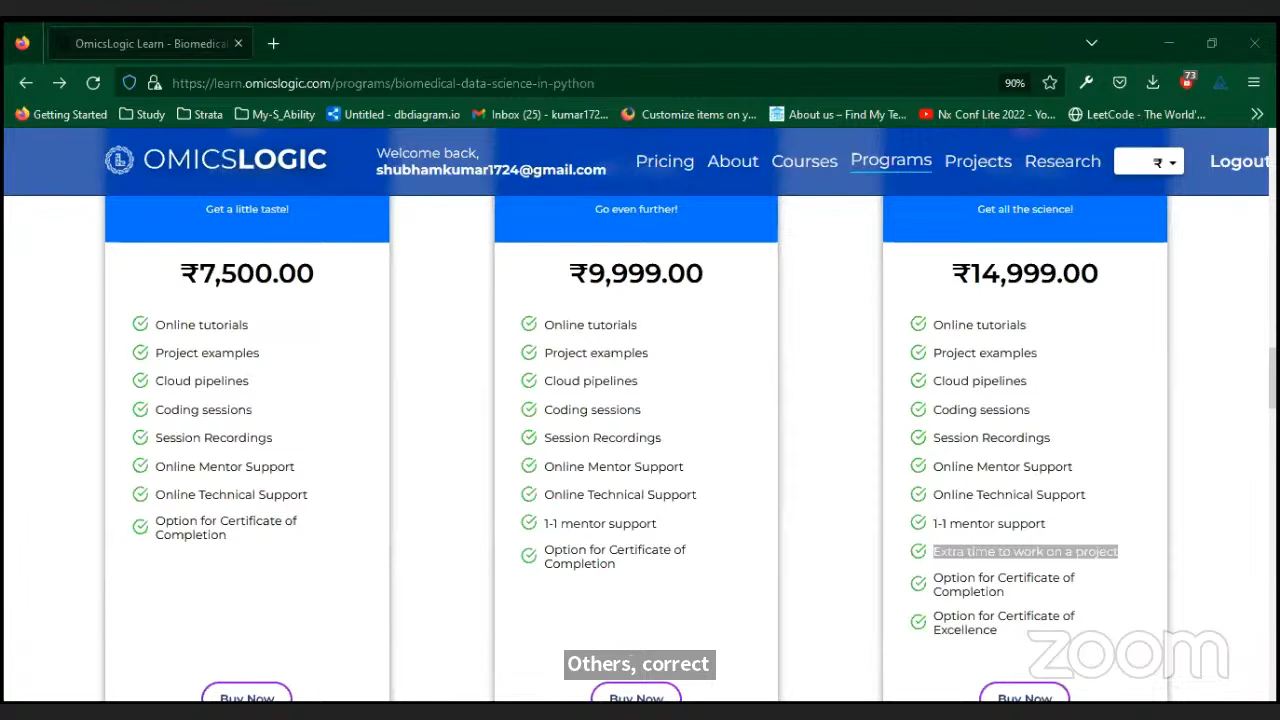 OmicsLogic Learn - Biomedical
https://learn.omicslogic.com/programs/biomedical-data-science-in-python
90%
73
Getting Started
Study
Strata
My-S_Ability
Untitled - dbdiagram.io
Inbox (25) - kumar172...
Customize items on y...
About us – Find My Te...
Nx Conf Lite 2022 - Yo...
LeetCode - The World'...
OMICSLOGIC
Welcome back,
shubhamkumar1724@gmail.com
Pricing
About
Courses
Programs
Projects
Research
₹
Logout
Get a little taste!
₹7,500.00
Online tutorials
Project examples
Cloud pipelines
Coding sessions
Session Recordings
Online Mentor Support
Online Technical Support
Option for Certificate of
Completion
Buy Now
Go even further!
₹9,999.00
Online tutorials
Project examples
Cloud pipelines
Coding sessions
Session Recordings
Online Mentor Support
Online Technical Support
1-1 mentor support
Option for Certificate of
Completion
Buy Now
Get all the science!
₹14,999.00
Online tutorials
Project examples
Cloud pipelines
Coding sessions
Session Recordings
Online Mentor Support
Online Technical Support
1-1 mentor support
Extra time to work on a project
Option for Certificate of
Completion
Option for Certificate of
Excellence
Buy Now
Others, correct
zoom